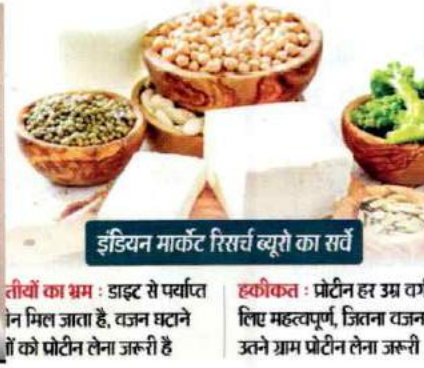 इंडियन मार्केट रिसर्च ब्यूरो का सर्वे
तीयों का भ्रम : डाइट से पर्याप्त
न मिल जाता है, वजन घटाने
को प्रोटीन लेना जरूरी है
हकीकत : प्रोटीन हर उम्र वर्ग
लिए महत्वपूर्ण, जितना वजन
उतने ग्राम प्रोटीन लेना जरूरी